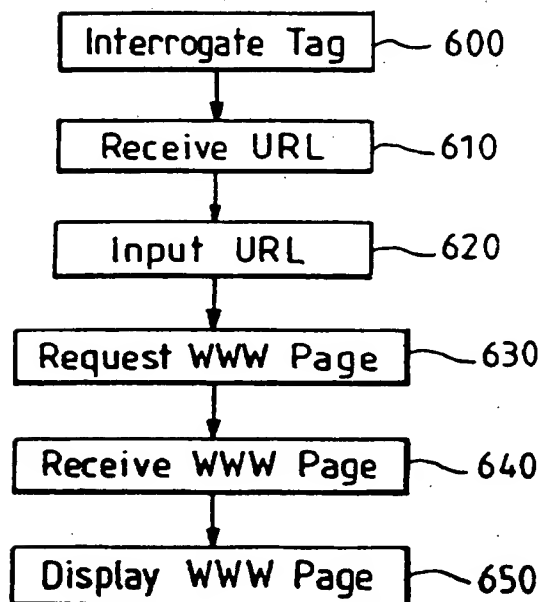 Interrogate Tag 600
Receive URL 610
Input URL 620
Request WWW Page 630
Receive WWW Page 640
Display WWW Page 650